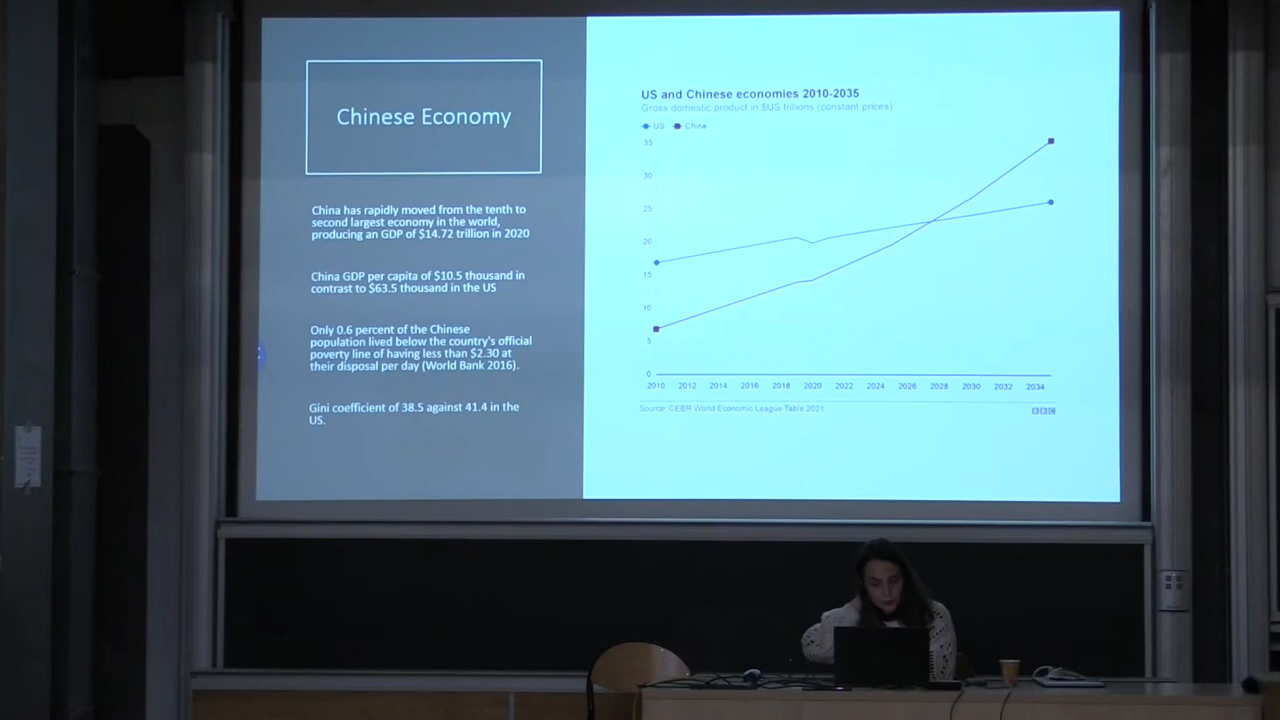 Chinese Economy
China has rapidly moved from the tenth to
second largest economy in the world,
producing an GDP of $14.72 trillion in 2020
China GDP per capita of $10.5 thousand in
contrast to $63.5 thousand in the US
Only 0.6 percent of the Chinese
population lived below the country's official
poverty line of having less than $2.30 at
their disposal per day (World Bank 2016).
Gini coefficient of 38.5 against 41.4 in the
US.
US and Chinese economies 2010-2035
Gross domestic product in $US trillions (constant prices)
US China
35
30
25
20
15
10
5
0
2010 2012 2014 2016 2018 2020 2022 2024 2026 2028 2030 2032 2034
Source: CEBR World Economic League Table 2021
BBC